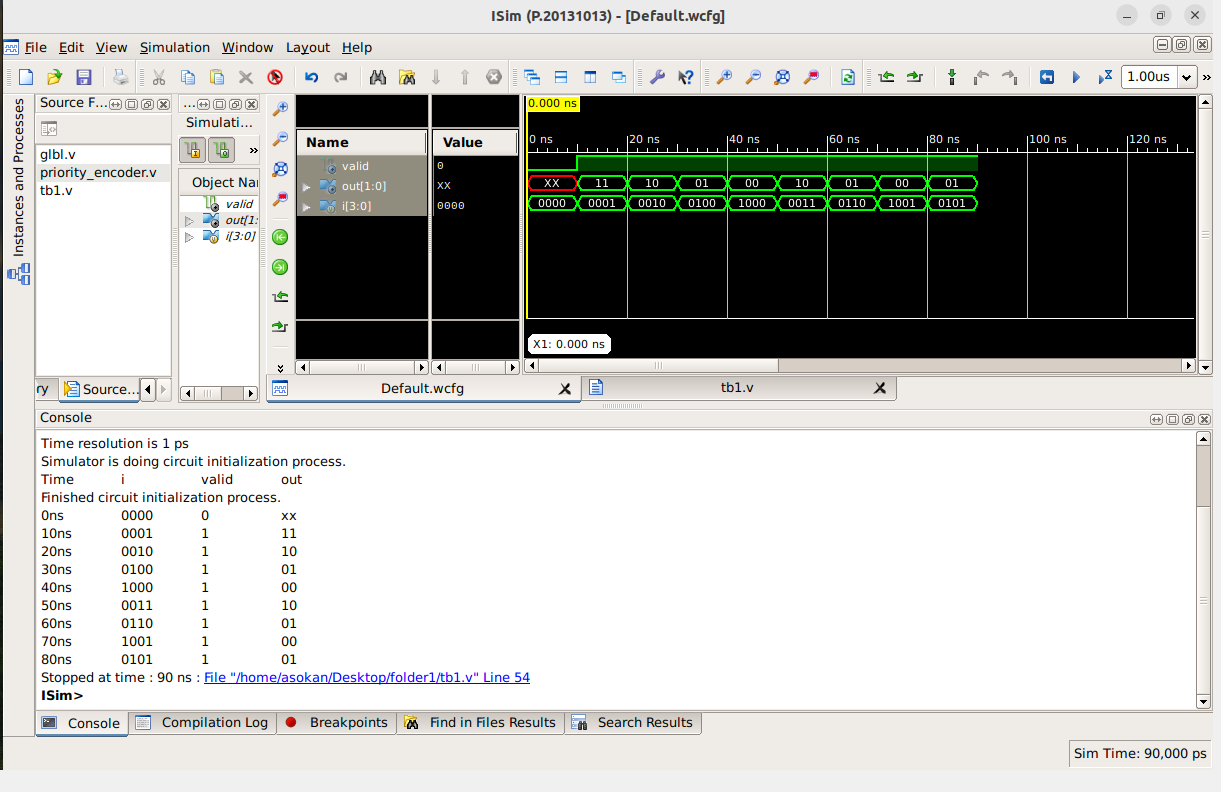 ISim (P.20131013) - [Default.wcfg]
File Edit View Simulation Window Layout Help
1.00us
»
Instances and Processes
Source F...
glbl.v
priority_encoder.v
tb1.v
ry
Source...
...
Simulati...
»
Object Nar
valid
out[1:
i[3:0]
Name Value
valid 0
out[1:0] XX
i[3:0] 0000
0.000 ns
0 ns 20 ns 40 ns 60 ns 80 ns 100 ns 120 ns
XX 11 10 01 00 10 01 00 01
0000 0001 0010 0100 1000 0011 0110 1001 0101
X1: 0.000 ns
Default.wcfg
tb1.v
Console
Time resolution is 1 ps
Simulator is doing circuit initialization process.
Time i valid out
Finished circuit initialization process.
0ns 0000 0 xx
10ns 0001 1 11
20ns 0010 1 10
30ns 0100 1 01
40ns 1000 1 00
50ns 0011 1 10
60ns 0110 1 01
70ns 1001 1 00
80ns 0101 1 01
Stopped at time : 90 ns : File "/home/asokan/Desktop/folder1/tb1.v" Line 54
ISim>
Console Compilation Log Breakpoints Find in Files Results Search Results
Sim Time: 90,000 ps